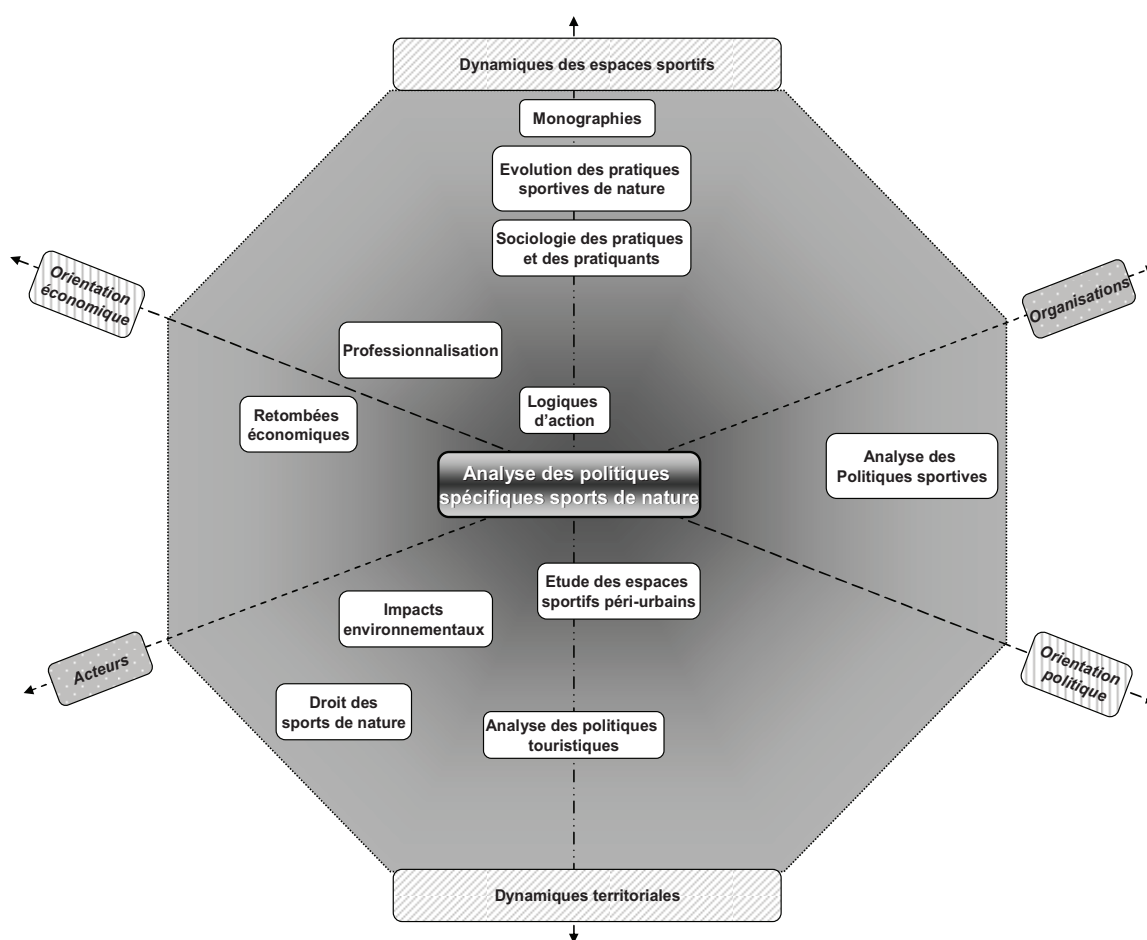 Dynamiques des espaces sportifs
Monographies
Evolution des pratiques
sportives de nature
Sociologie des pratiques
et des pratiquants
Orientation
économique
Organisations
Professionnalisation
Logiques
d'action
Retombées
économiques
Analyse des
Politiques sportives
Analyse des politiques
spécifiques sports de nature
Etude des espaces
sportifs péri-urbains
Impacts
environnementaux
Acteurs
Orientation
politique
Droit des
sports de nature
Analyse des politiques
touristiques
Dynamiques territoriales